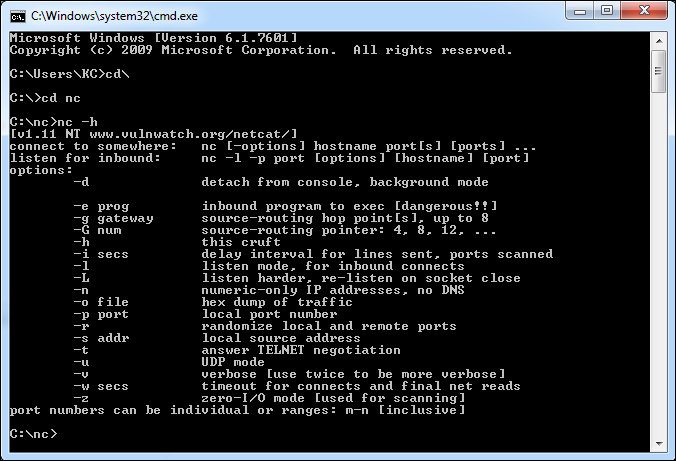 C:\Windows\system32\cmd.exe
Microsoft Windows [Version 6.1.7601]
Copyright (c) 2009 Microsoft Corporation.  All rights reserved.
C:\Users\KC>cd\
C:\>cd nc
C:\nc>nc -h
[v1.11 NT www.vulnwatch.org/netcat/]
connect to somewhere:   nc [-options] hostname port[s] [ports] ...
listen for inbound:     nc -l -p port [options] [hostname] [port]
options:
        -d              detach from console, background mode
        -e prog         inbound program to exec [dangerous!!]
        -g gateway      source-routing hop point[s], up to 8
        -G num          source-routing pointer: 4, 8, 12, ...
        -h              this cruft
        -i secs         delay interval for lines sent, ports scanned
        -l              listen mode, for inbound connects
        -L              listen harder, re-listen on socket close
        -n              numeric-only IP addresses, no DNS
        -o file         hex dump of traffic
        -p port         local port number
        -r              randomize local and remote ports
        -s addr         local source address
        -t              answer TELNET negotiation
        -u              UDP mode
        -v              verbose [use twice to be more verbose]
        -w secs         timeout for connects and final net reads
        -z              zero-I/O mode [used for scanning]
port numbers can be individual or ranges: m-n [inclusive]
C:\nc>